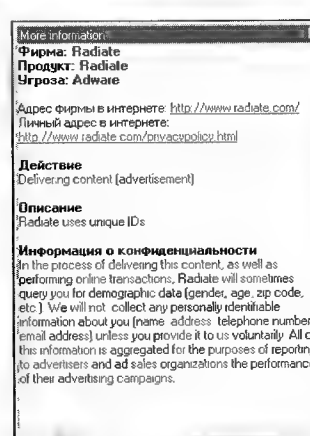 More information
Фирма: Radiate
Продукт: Radiate
Угроза: Adware
Адрес фирмы в интернете: http://www.radiate.com/
Личный адрес в интернете:
http://www.radiate.com/privacypolicy.html
Действие
Delivering content (advertisement)
Описание
Radiate uses unique IDs
Информация о конфиденциальности
In the process of delivering this content, as well as
performing online transactions, Radiate will sometimes
query you for demographic data (gender, age, zip code,
etc.) We will not collect any personally identifiable
information about you (name address telephone number
email address) unless you provide it to us voluntarily All
this information is aggregated for the purposes of reporting
to advertisers and ad sales organizations the performance
of their advertising campaigns.